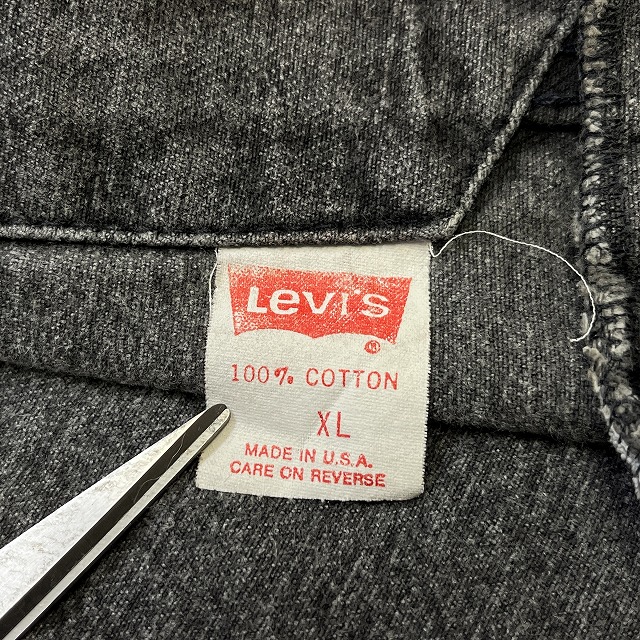 Levi's
®
100% COTTON
XL
MADE IN U.S.A.
CARE ON REVERSE